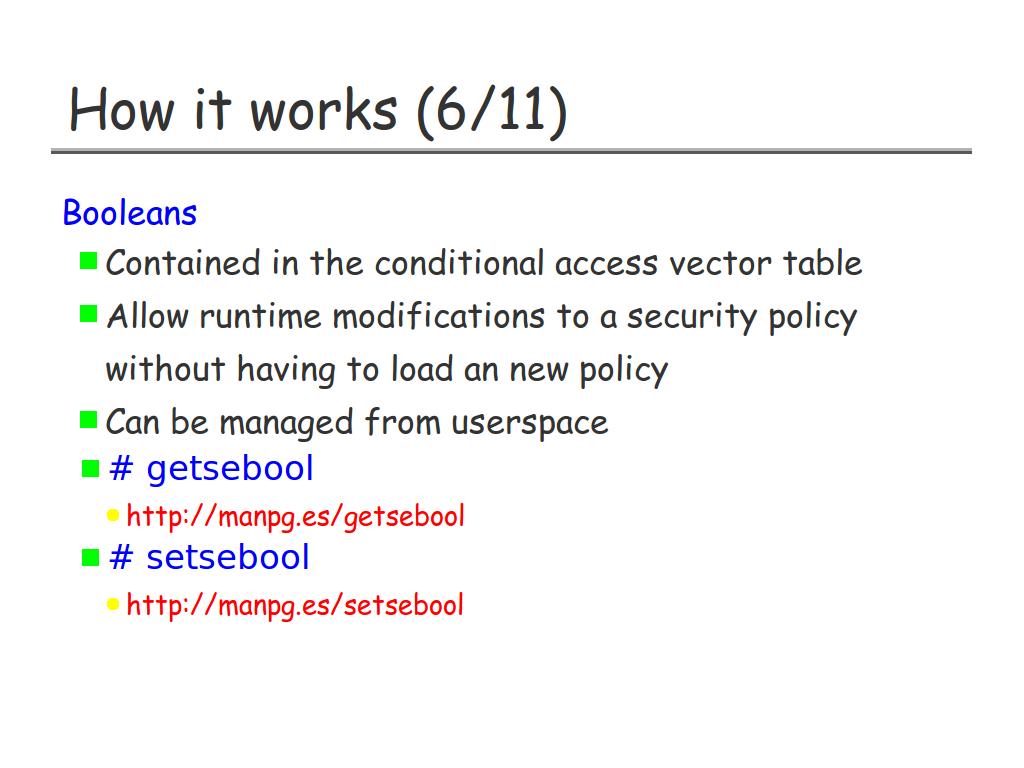 How it works (6/11)
Booleans
Contained in the conditional access vector table
Allow runtime modifications to a security policy
without having to load an new policy
Can be managed from userspace
# getsebool
http://manpg.es/getsebool
# setsebool
http://manpg.es/setsebool